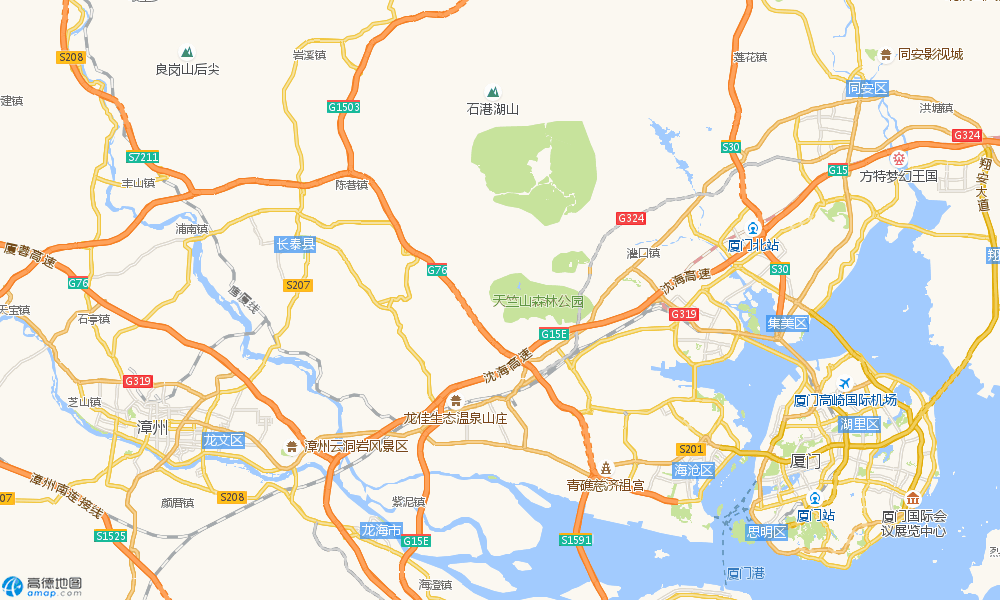 S208
良岗山后尖
岩溪镇
莲花镇
同安影视城
建镇
石港湖山
同安区
洪塘镇
G1503
G324
S7211
S30
G15
方特梦幻王国
翔安大道
丰山镇
陈巷镇
G324
浦南镇
长泰县
厦门北站
厦蓉高速
灌口镇
翔
G76
G76
S30
沈海高速
S207
鹰厦线
天竺山森林公园
天宝镇
石亭镇
G319
集美区
G15E
沈海高速
G319
芝山镇
厦门高崎国际机场
漳州
龙文区
龙佳生态温泉山庄
湖里区
漳州云洞岩风景区
S201
厦门
海沧区
漳州南连接线
07
S208
颜厝镇
紫泥镇
青礁慈济祖宫
厦门站
厦门国际会
议展览中心
S1525
龙海市
G15E
S1591
思明区
烈
厦门港
海澄镇
高德地图
amap.com